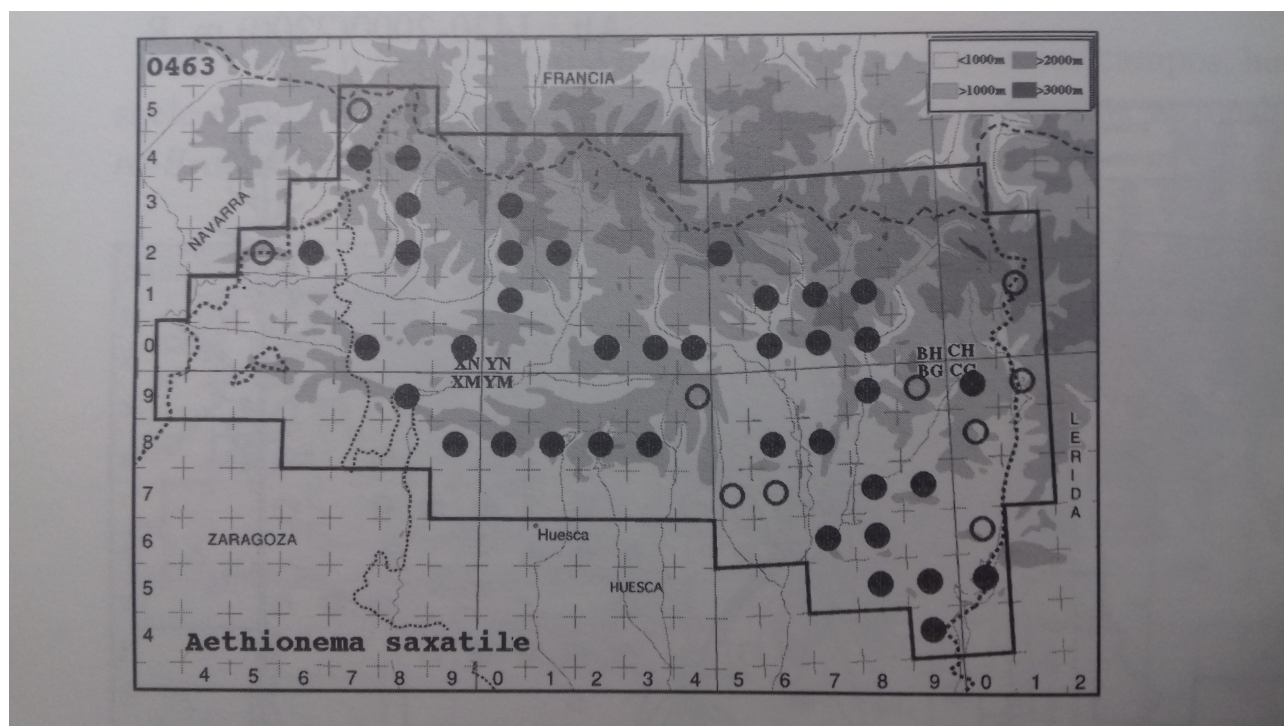 0463
FRANCIA
<1000m >2000m
>1000m >3000m
5
4
3
NAVARRA
2
1
0
XN YN
XM YM
BH CH
BG CG
9
8
LERIDA
7
ZARAGOZA
Huesca
6
HUESCA
5
4
Aethionema saxatile
4 5 7 8 9 0 1 2 3 4 5 6 7 8 9 0 1 2